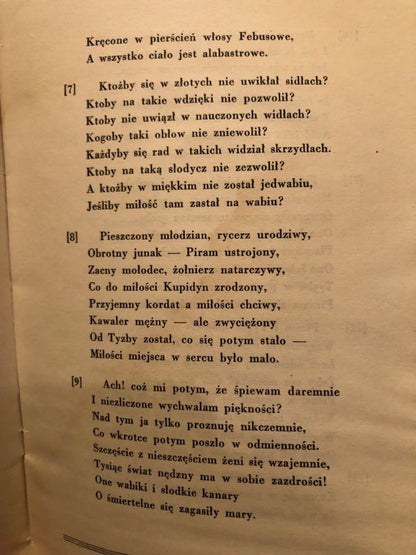 Kręcone w pierścień włosy Febusowe,
A wszystko ciało jest alabastrowe.
[7] Ktożby się w złotych nie uwikłał sidłach?
Ktoby na takie wdzięki nie pozwolił?
Ktoby nie uwiązł w nauczonych widłach?
Kogoby taki obłow nie zniewolił?
Każdyby się rad w takich widział skrzydłach.
Ktoby na taką słodycz nie zezwolił?
A ktożby w miękkim nie został jedwabiu,
Jeśliby miłość tam zastał na wabiu?
[8] Pieszczony młodzian, rycerz urodziwy,
Obrotny junak — Piram ustrojony,
Zacny mołodec, żołnierz natarczywy,
Co do miłości Kupidyn zrodzony,
Przyjemny kordat a miłości chciwy,
Kawaler mężny — ale zwyciężony
Od Tyzby został, co się potym stało —
Miłości miejsca w sercu było mało.
[9] Ach! coż mi potym, że śpiewam daremnie
I niezliczone wychwalam piękności?
Nad tym ja tylko proznuję nikczemnie,
Co wkrotce potym poszło w odmienności.
Szczęście z nieszczęściem żeni się wzajemnie,
Tysiąc świat nędzny ma w sobie zazdrości!
One wabiki i słodkie kanary
O śmiertelne się zagasiły mary.